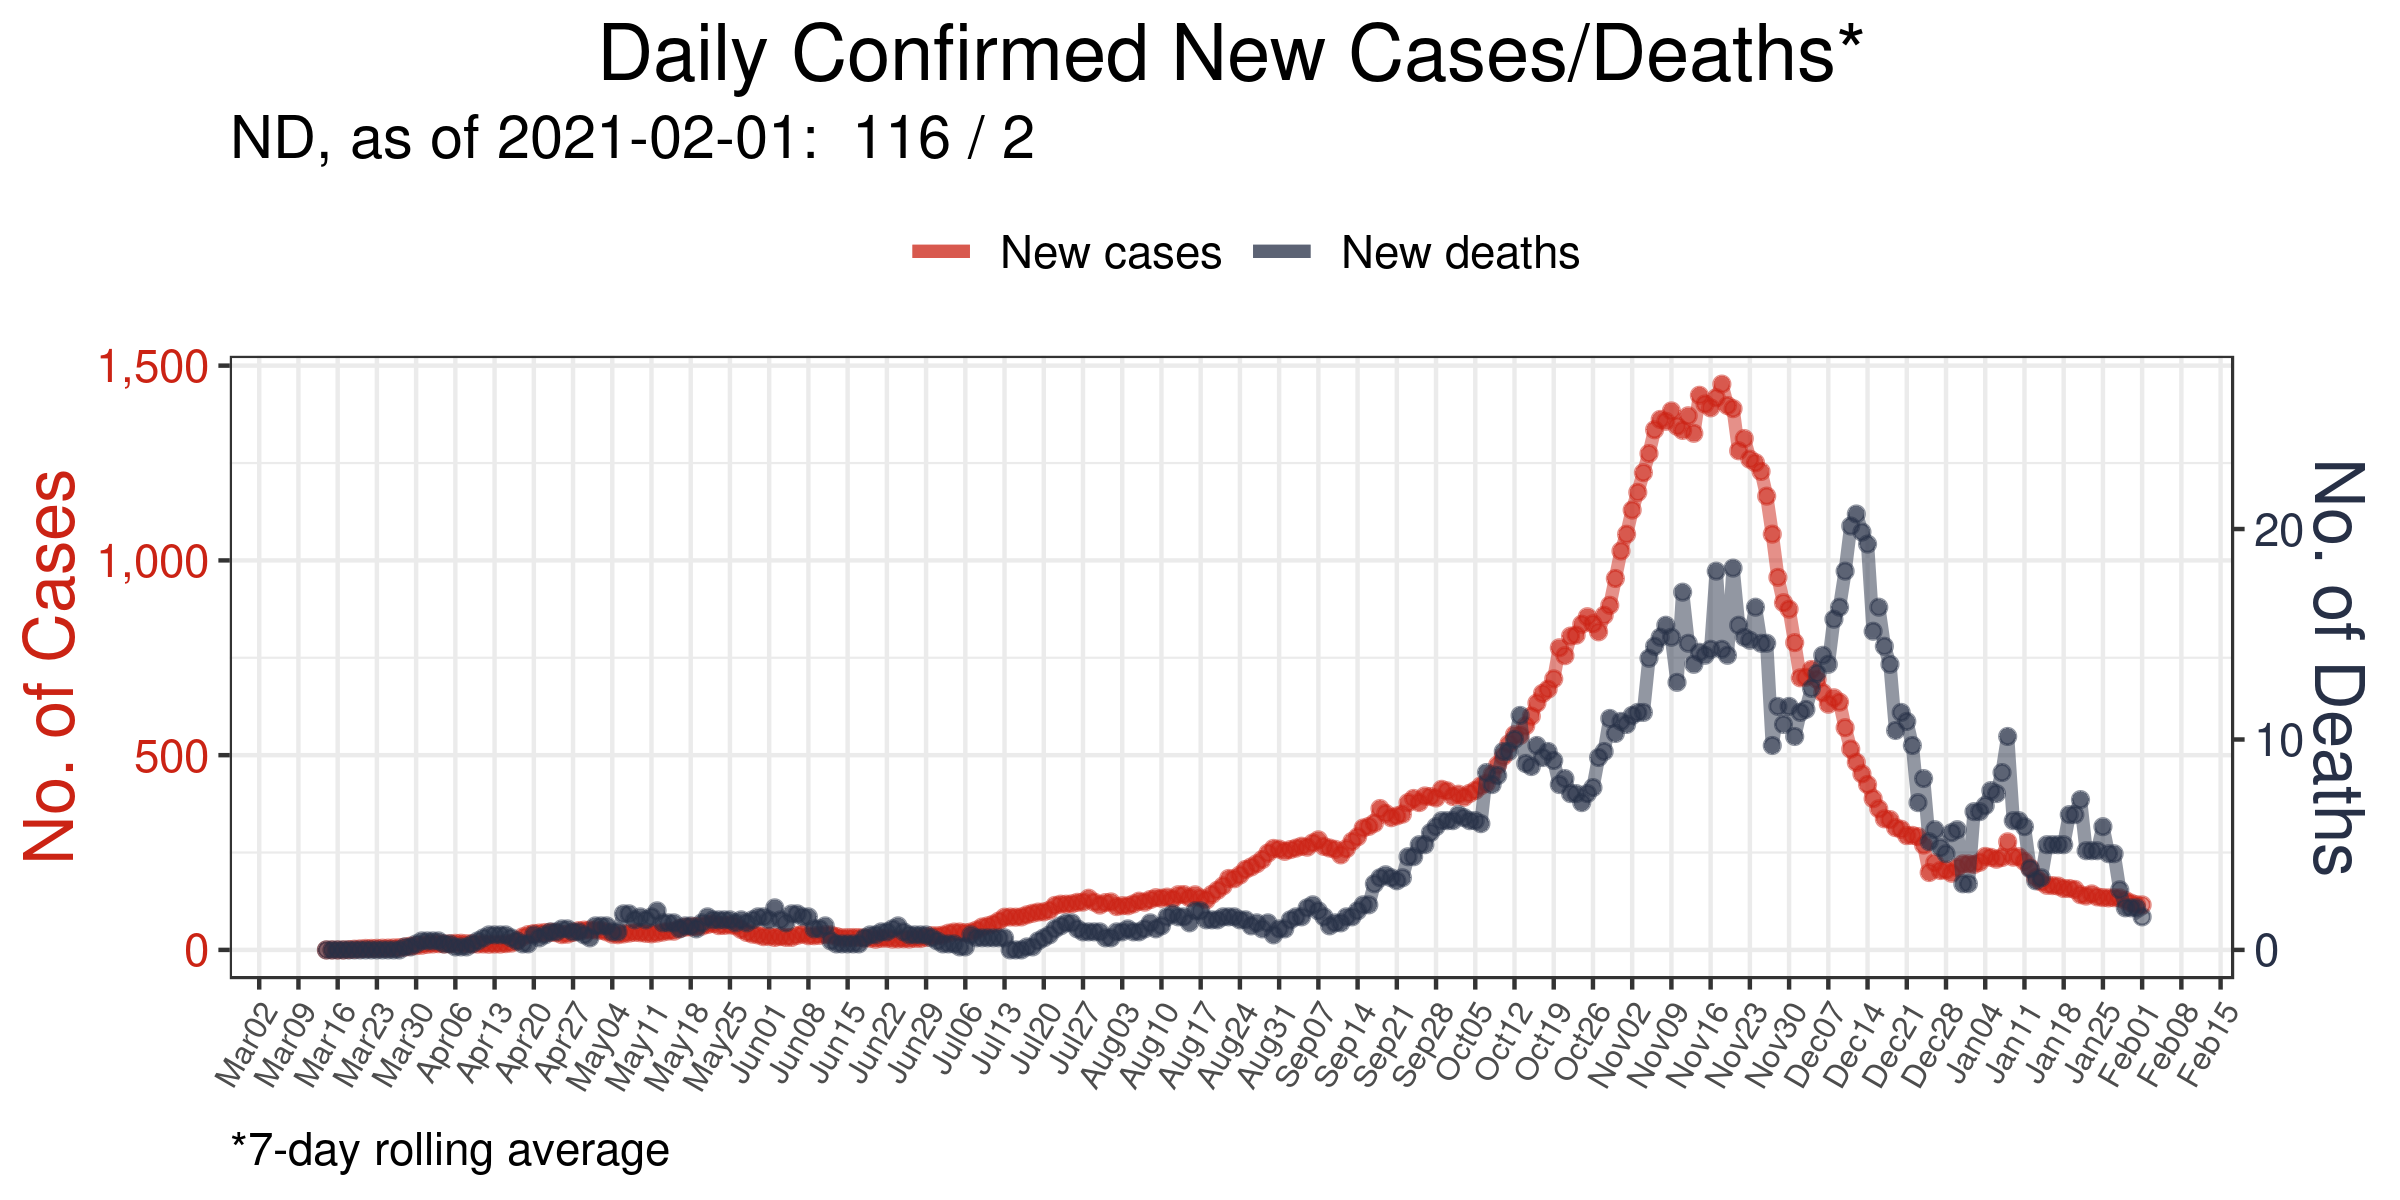 Daily Confirmed New Cases/Deaths*
ND, as of 2021-02-01:  116 / 2
New cases
New deaths
No. of Cases
1,500
1,000
500
0
20
10
0
No. of Deaths
Mar02
Mar09
Mar16
Mar23
Mar30
Apr06
Apr13
Apr20
Apr27
May04
May11
May18
May25
Jun01
Jun08
Jun15
Jun22
Jun29
Jul06
Jul13
Jul20
Jul27
Aug03
Aug10
Aug17
Aug24
Aug31
Sep07
Sep14
Sep21
Sep28
Oct05
Oct12
Oct19
Oct26
Nov02
Nov09
Nov16
Nov23
Nov30
Dec07
Dec14
Dec21
Dec28
Jan04
Jan11
Jan18
Jan25
Feb01
Feb08
Feb15
*7-day rolling average